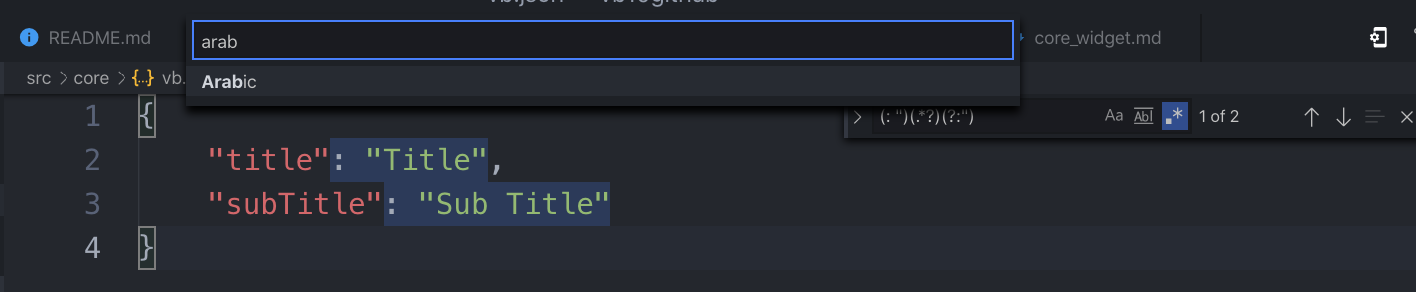 README.md
arab
core_widget.md
src > core > {...} vb.
Arabic
> (: ")(.*?)(?:") Aa Abl .* 1 of 2
1 {
2 "title": "Title",
3 "subTitle": "Sub Title"
4 }